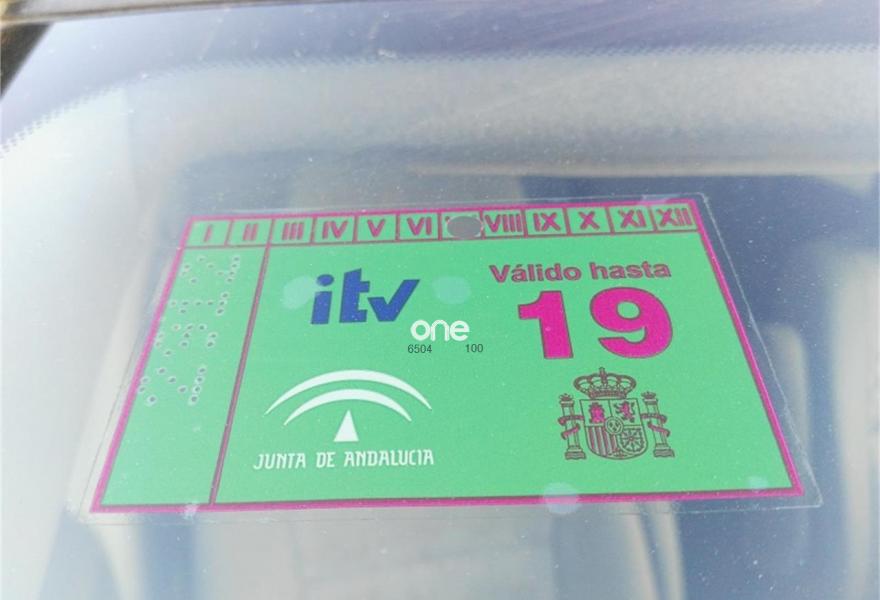 I II III IV V VI VIII IX X XI XII
itv
Válido hasta
19
one
6504 100
JUNTA DE ANDALUCIA